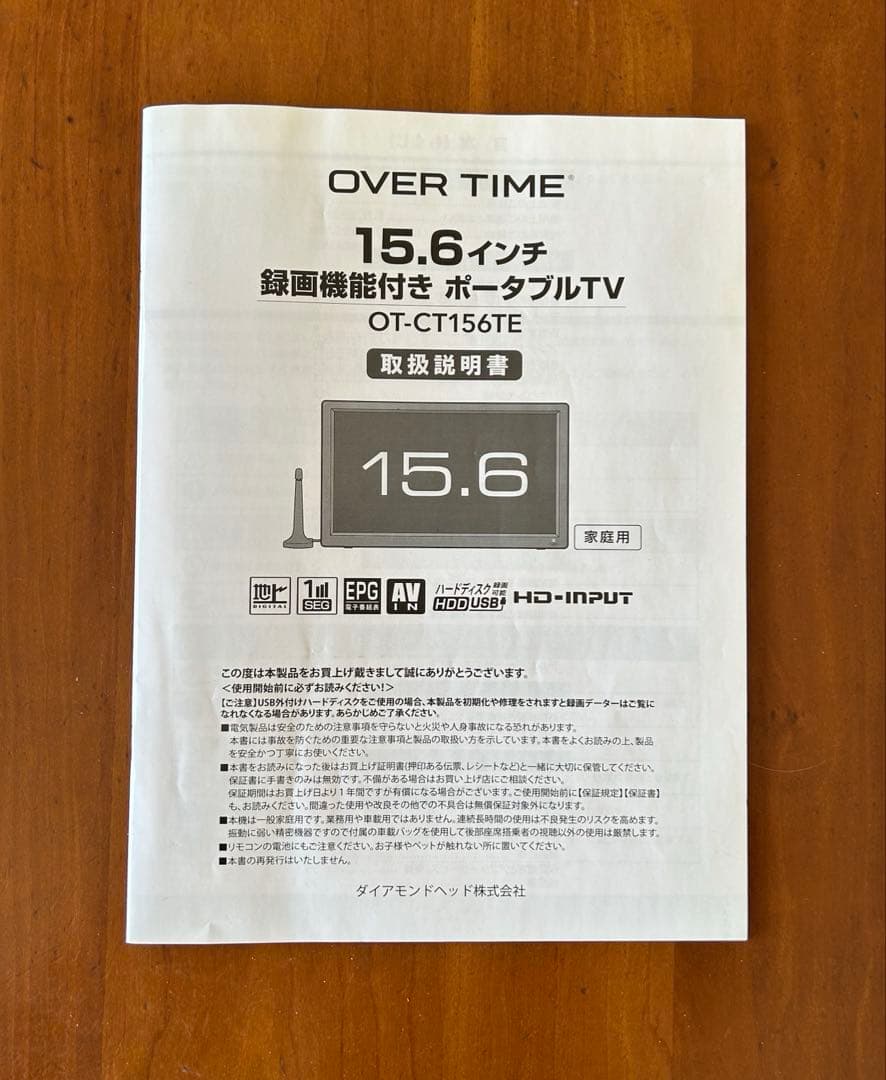 OVER TIME®
15.6インチ
録画機能付き ポータブルTV
OT-CT156TE
取扱説明書
15.6
家庭用
地上 DIGITAL 1SEG EPG 電子番組表 AV IN ハードディスク HDD USB 録画可能 HD-INPUT
この度は本製品をお買上げ戴きまして誠にありがとうございます。
＜使用開始前に必ずお読みください!＞
【ご注意】USB外付けハードディスクをご使用の場合、本製品を初期化や修理をされますと録画データーはご覧に
なれなくなる場合があります。あらかじめご了承ください。
■電気製品は安全のための注意事項を守らないと火災や人身事故になる恐れがあります。
本書には事故を防ぐための重要な注意事項と製品の取扱い方を示しています。本書をよくお読みの上、製品
を安全かつ丁寧にお使いください。
■本書をお読みになった後はお買上げ証明書(押印ある伝票、レシートなど)と一緒に大切に保管してください。
保証書に手書きのみは無効です。不備がある場合はお買い上げ店にご相談ください。
保証期間はお買上げ日より1年間ですが有償になる場合がございます。ご使用開始前に【保証規定】【保証書】
も、お読みください。間違った使用や改良その他での不具合は無償保証対象外になります。
■本機は一般家庭用です。業務用や車載用ではありません。連続長時間の使用は不良発生のリスクを高めます。
振動に弱い精密機器ですので付属の車載バッグを使用して後部座席搭乗者の視聴以外の使用は厳禁します。
■リモコンの電池にもご注意ください。お子様やペットが触れない所に置いてください。
■本書の再発行はいたしません。
ダイアモンドヘッド株式会社